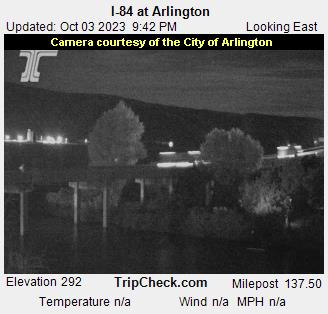 I-84 at Arlington
Updated: Oct 03 2023 9:42 PM Looking East
Camera courtesy of the City of Arlington
Elevation 292 TripCheck.com Milepost 137.50
Temperature n/a Wind n/a MPH n/a